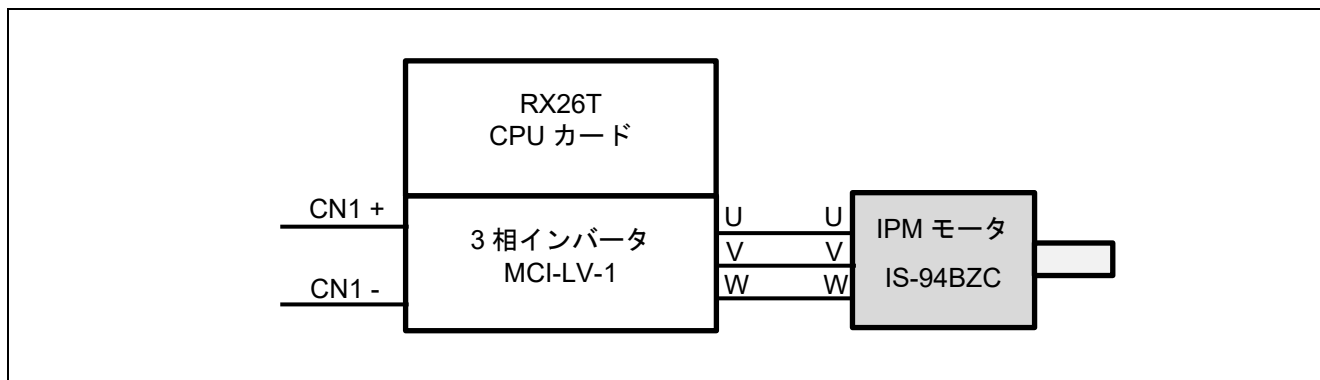 RX26T
CPU カード
CN1 +
3 相インバータ
MCI-LV-1
CN1 -
U U
V V
W W
IPM モータ
IS-94BZC